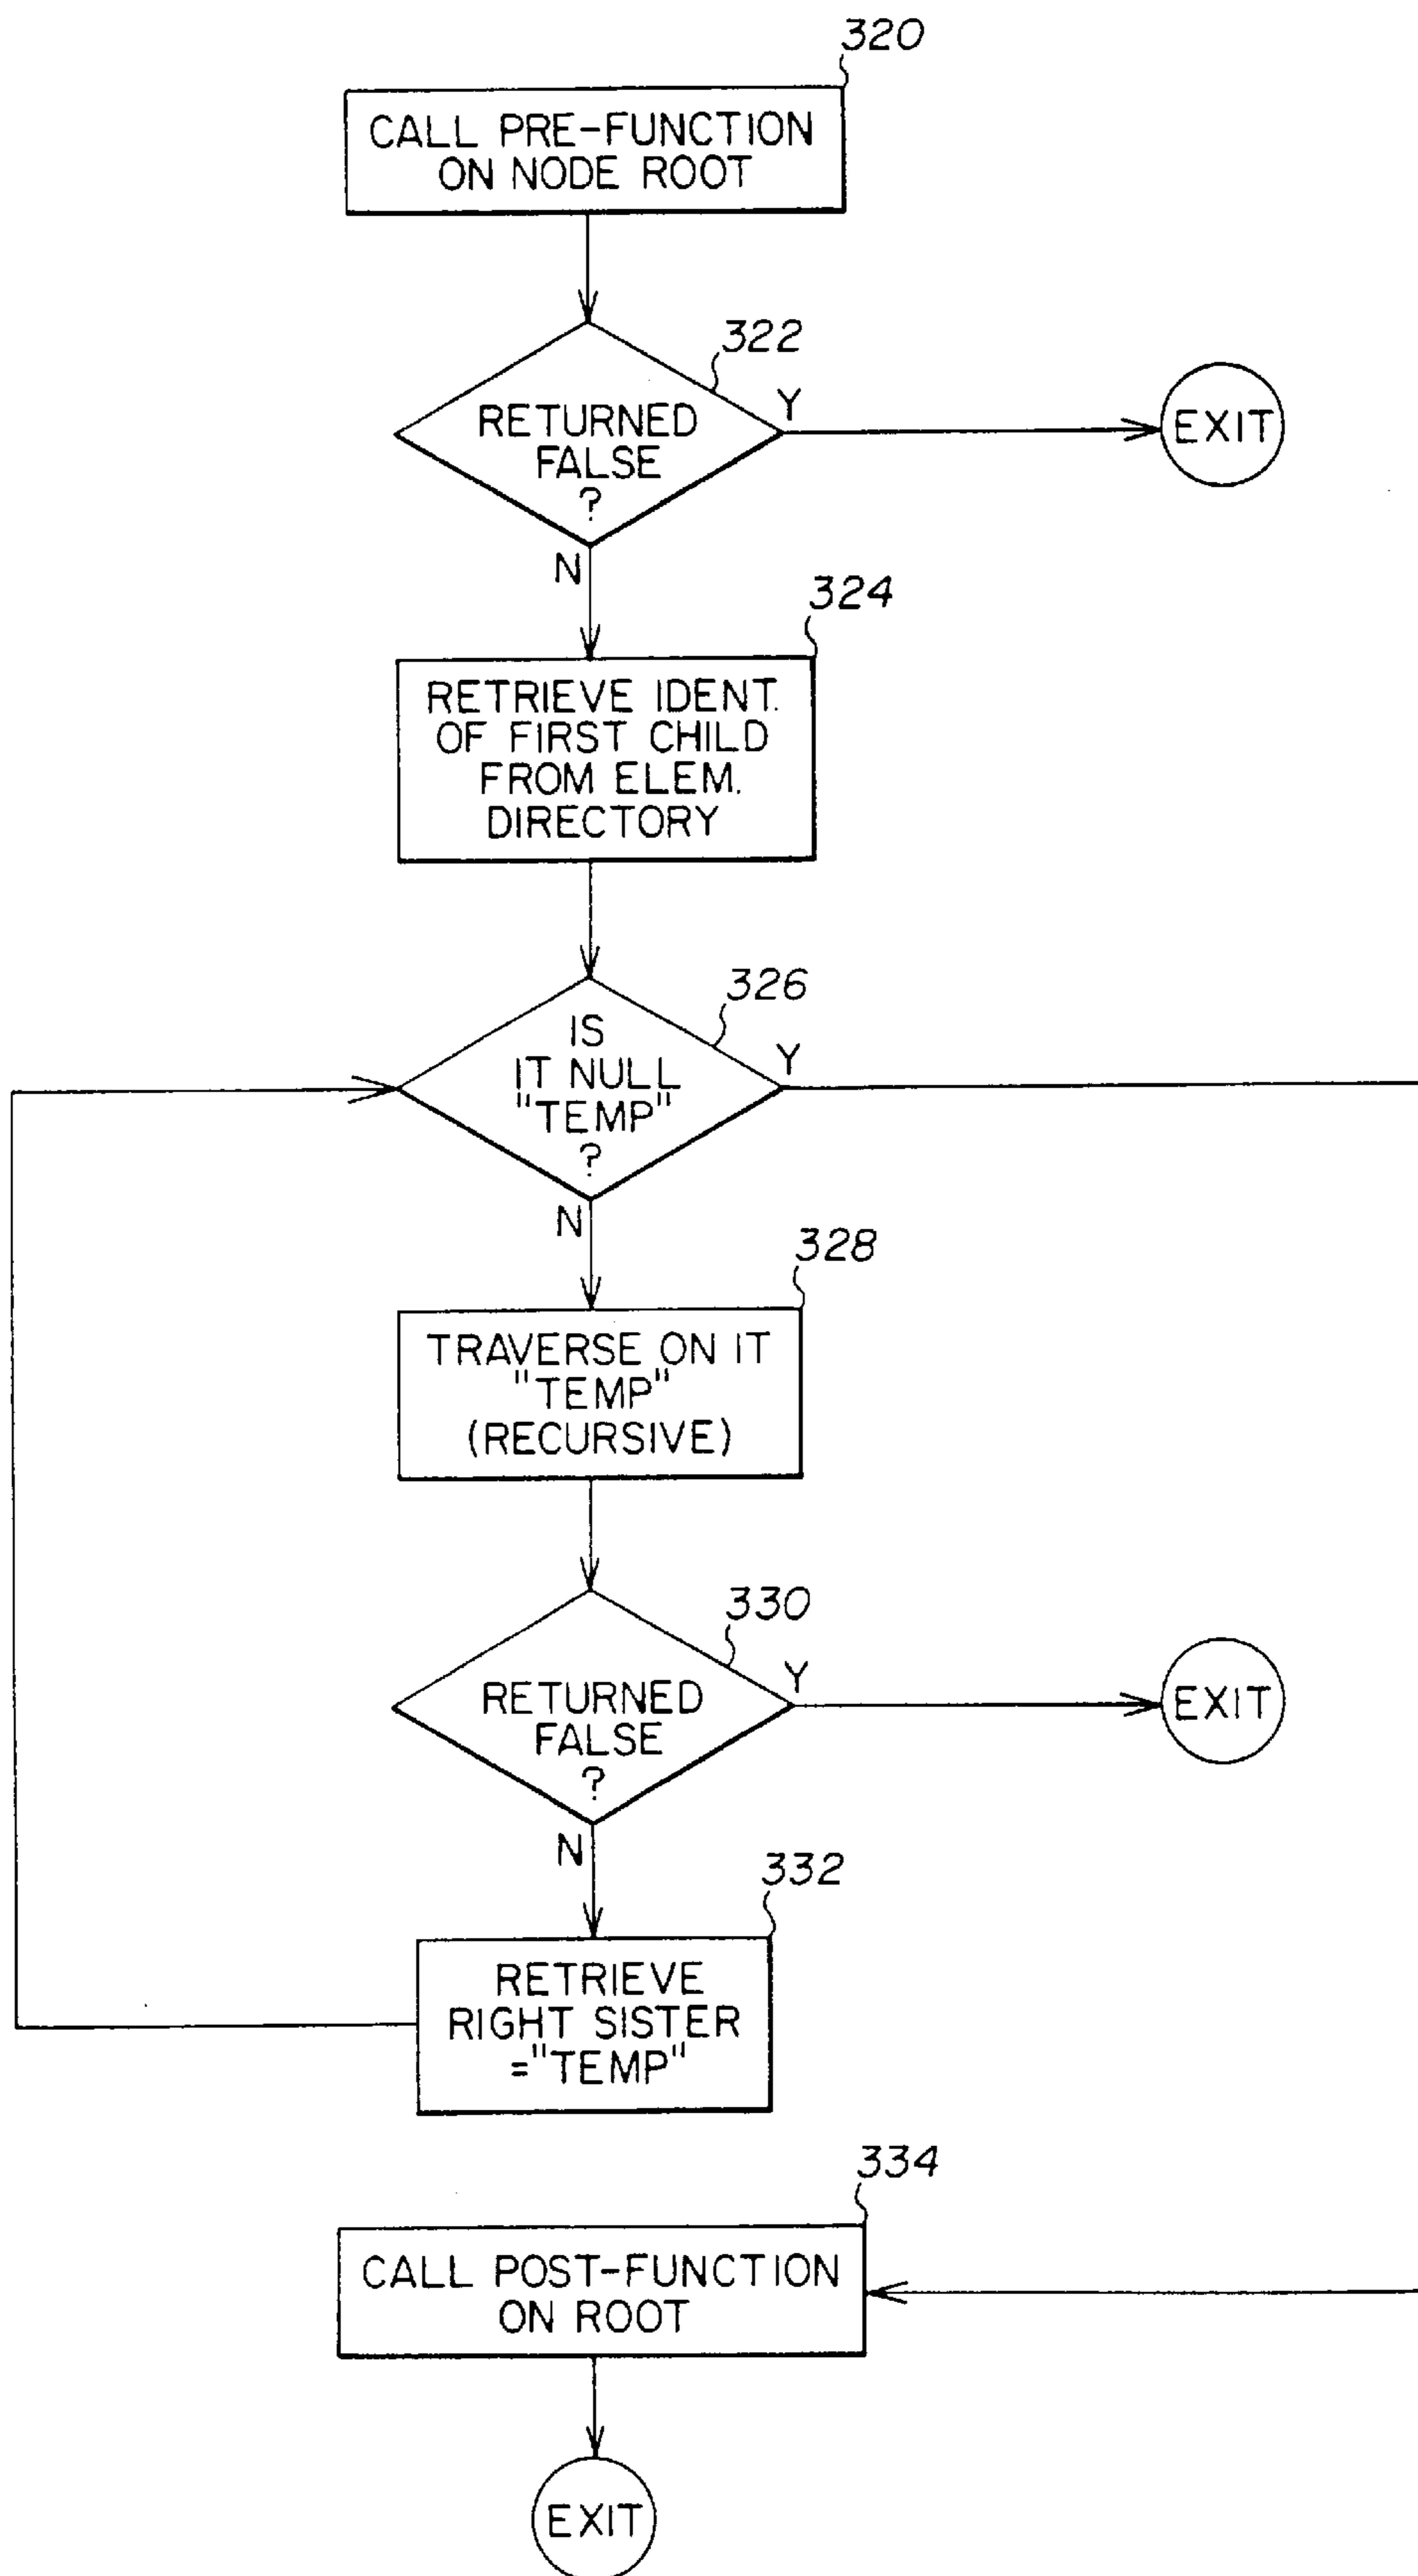 320
CALL PRE-FUNCTION
ON NODE ROOT
322
RETURNED
FALSE
?
Y
EXIT
N
324
RETRIEVE IDENT.
OF FIRST CHILD
FROM ELEM.
DIRECTORY
326
IS
IT NULL
"TEMP"
?
Y
N
328
TRAVERSE ON IT
"TEMP"
(RECURSIVE)
330
RETURNED
FALSE
?
Y
EXIT
N
332
RETRIEVE
RIGHT SISTER
="TEMP"
334
CALL POST-FUNCTION
ON ROOT
EXIT